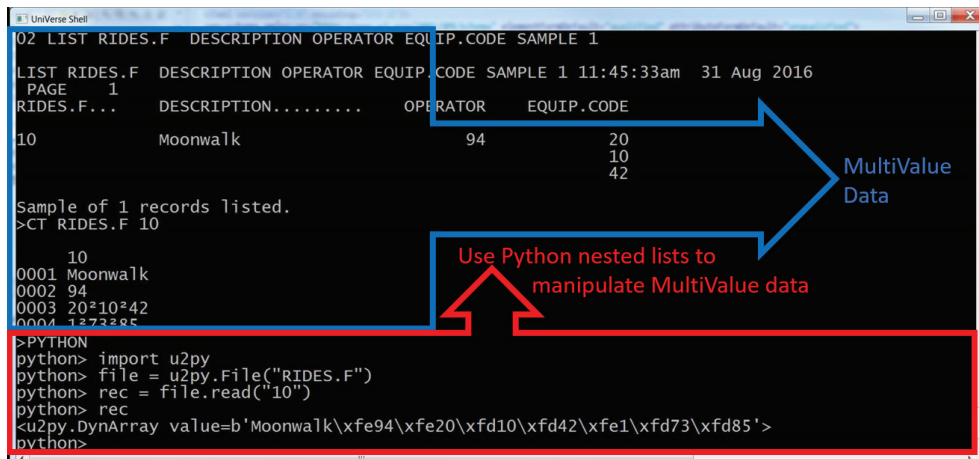 UniVerse Shell
02 LIST RIDES.F DESCRIPTION OPERATOR EQUIP.CODE SAMPLE 1
LIST RIDES.F DESCRIPTION OPERATOR EQUIP.CODE SAMPLE 1 11:45:33am 31 Aug 2016
PAGE 1
RIDES.F... DESCRIPTION......... OPERATOR EQUIP.CODE
10 Moonwalk 94 20
10
42
MultiValue
Data
Sample of 1 records listed.
>CT RIDES.F 10
10
0001 Moonwalk
0002 94
0003 20²10²42
0004 1²73²85
Use Python nested lists to
manipulate MultiValue data
>PYTHON
python> import u2py
python> file = u2py.File("RIDES.F")
python> rec = file.read("10")
python> rec
<u2py.DynArray value=b'Moonwalk\xfe94\xfe20\xfd10\xfd42\xfe1\xfd73\xfd85'>
python>